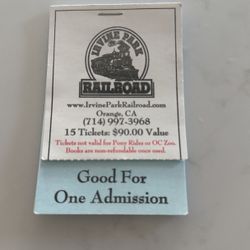 IRVINE PARK
RAILROAD
www.IrvineParkRailroad.com
Orange, CA
(714) 997-3968
15 Tickets: $90.00 Value
Tickets not valid for Pony Rides or OC Zoo.
Books are non-refundable once used.
Good For
One Admission